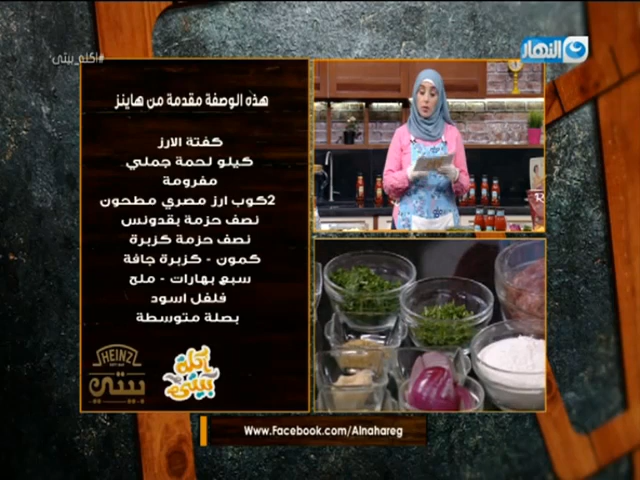 #اكلة_بيتى
النهار
هذه الوصفة مقدمة من هاينز
كفتة الارز
كيلو لحمة جملي
مفرومة
2كوب ارز مصري مطحون
نصف حزمة بقدونس
نصف حزمة كزبرة
كمون - كزبرة جافة
سبع بهارات - ملح
فلفل اسود
بصلة متوسطة
HEINZ
بيتي
أكلة
بيتي
Www.Facebook.com/Alnahareg